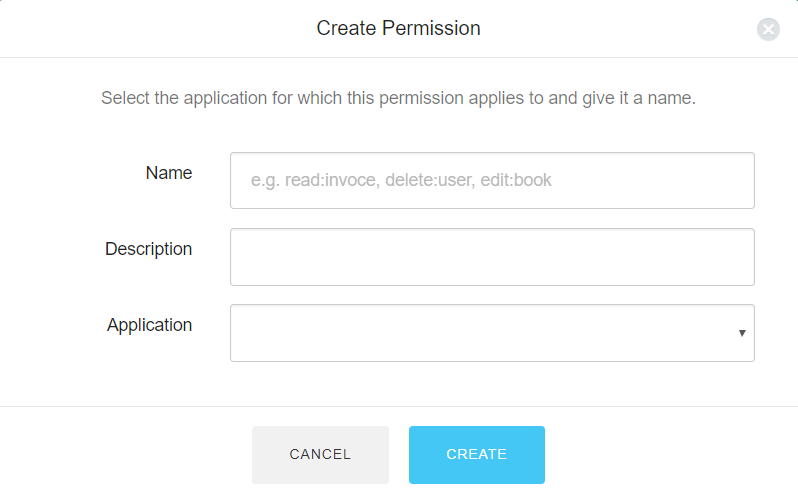 Create Permission
Select the application for which this permission applies to and give it a name.
Name
e.g. read:invoce, delete:user, edit:book
Description
Application
CANCEL
CREATE